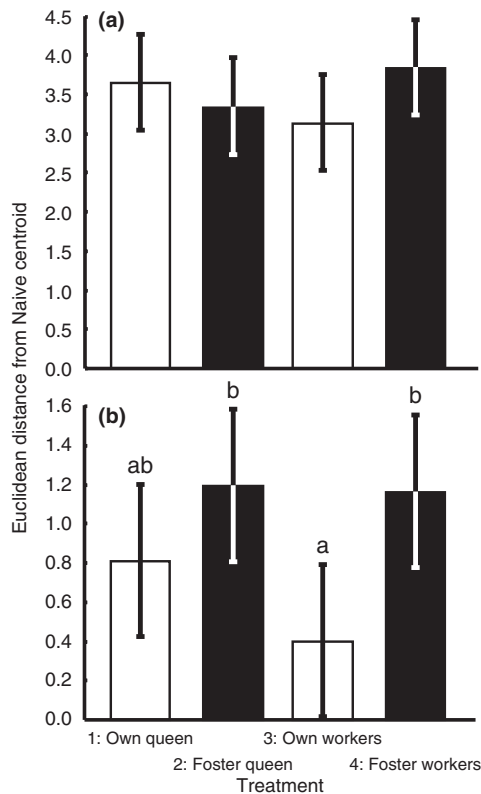 Euclidean distance from Naive centroid
(a)
4.5
4.0
3.5
3.0
2.5
2.0
1.5
1.0
0.5
0.0
(b)
1.6
1.4
1.2
1.0
0.8
0.6
0.4
0.2
0.0
ab
b
a
b
1: Own queen
2: Foster queen
3: Own workers
4: Foster workers
Treatment